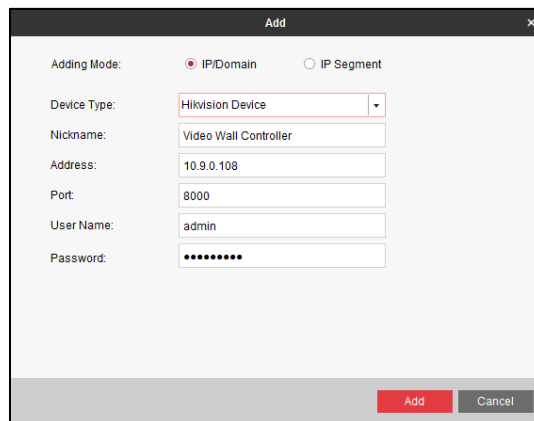 Add ×
Adding Mode: IP/Domain IP Segment
Device Type: Hikvision Device
Nickname: Video Wall Controller
Address: 10.9.0.108
Port: 8000
User Name: admin
Password: •••••••••
Add Cancel